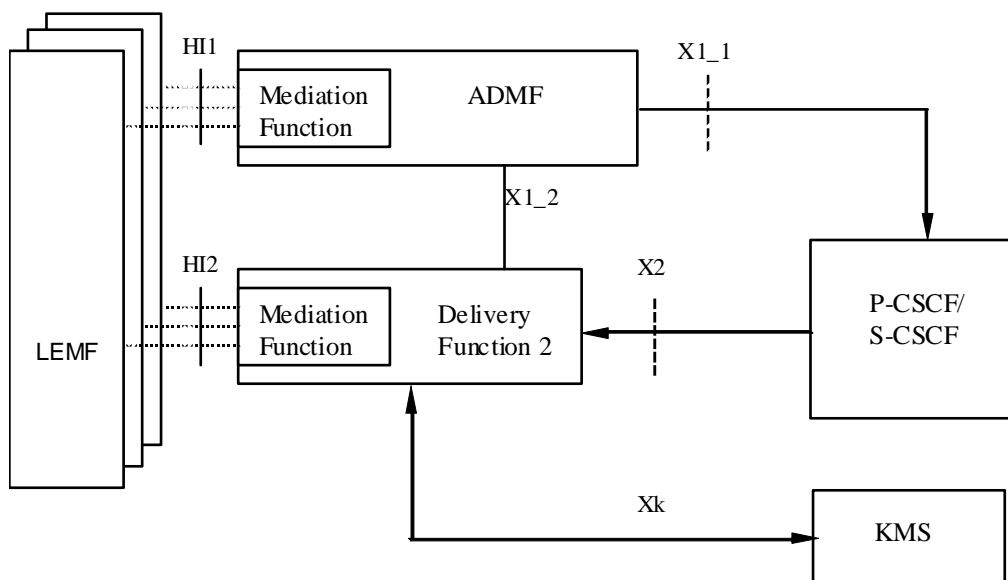 HI1
X1_1
Mediation
Function
ADMF
X1_2
HI2
X2
Mediation
Function
Delivery
Function 2
P-CSCF/
S-CSCF
LEMF
Xk
KMS